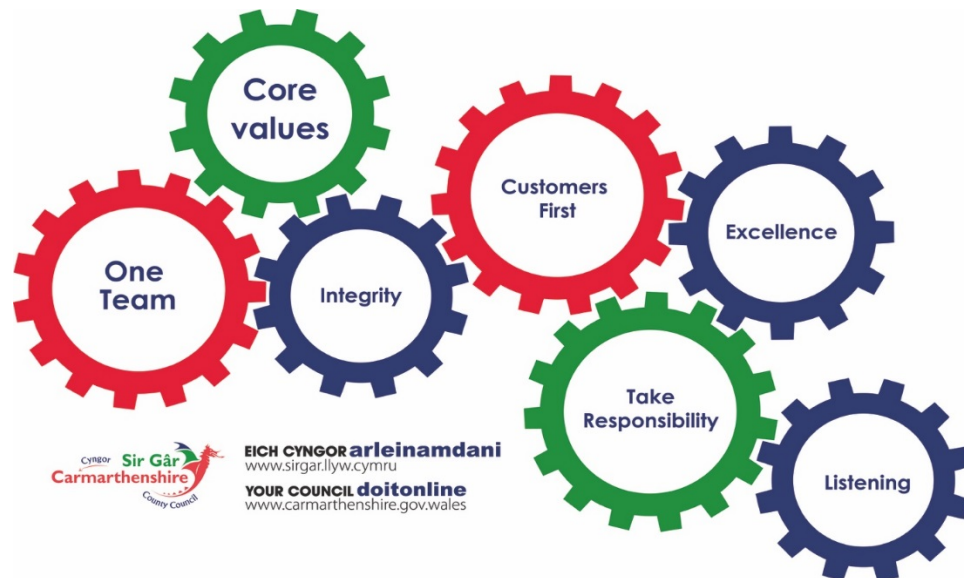 Core
values
One
Team
Integrity
Customers
First
Excellence
Take
Responsibility
Listening
Cyngor Sir Gâr
Carmarthenshire
County Council
EICH CYNGOR arleinamdani
www.sirgar.llyw.cymru
YOUR COUNCIL doitonline
www.carmarthenshire.gov.wales